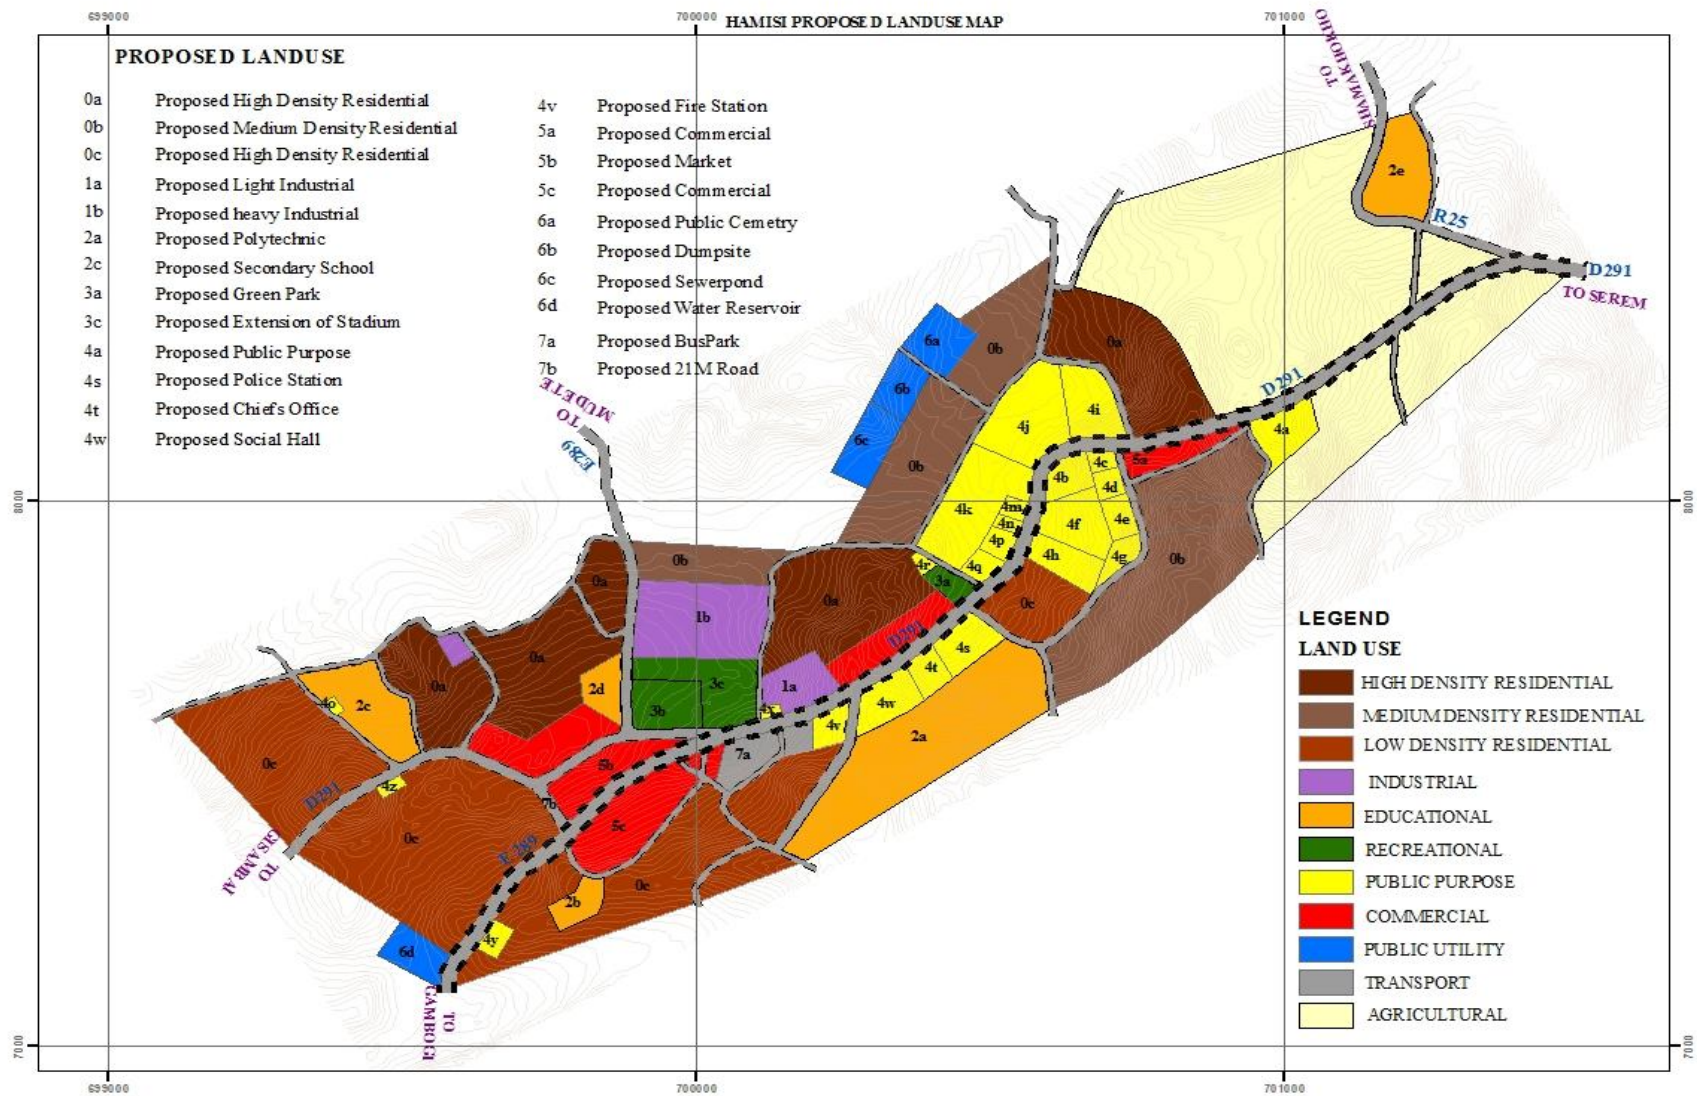 699000
700000
701000
HAMISI PROPOSED LANDUSE MAP
PROPOSED LANDUSE
0a Proposed High Density Residential
0b Proposed Medium Density Residential
0c Proposed High Density Residential
1a Proposed Light Industrial
1b Proposed heavy Industrial
2a Proposed Polytechnic
2c Proposed Secondary School
3a Proposed Green Park
3c Proposed Extension of Stadium
4a Proposed Public Purpose
4s Proposed Police Station
4t Proposed Chiefs Office
4w Proposed Social Hall
4v Proposed Fire Station
5a Proposed Commercial
5b Proposed Market
5c Proposed Commercial
6a Proposed Public Cemetry
6b Proposed Dumpsite
6c Proposed Sewerpond
6d Proposed Water Reservoir
7a Proposed BusPark
7b Proposed 21M Road
TO SHAMAKHOKHO
2e
R25
D291
TO SEREM
TO MUDETE
E289
6a
0b
0a
6b
6c
0b
4j
4i
D291
4a
5a
4c
4b
4d
4k
4m
4n
4f
4e
4p
4h
4g
4r
4q
0b
8000
8000
0b
0a
3a
0a
0c
1b
D291
4s
4t
0a
0a
2d
3c
3b
1a
4x
4w
4v
2a
4o
2c
0c
7a
5b
7b
4z
D291
TO GISAMBAI
0c
5c
E 289
0c
2b
4y
6d
TO GAMBOGI
LEGEND
LAND USE
HIGH DENSITY RESIDENTIAL
MEDIUM DENSITY RESIDENTIAL
LOW DENSITY RESIDENTIAL
INDUSTRIAL
EDUCATIONAL
RECREATIONAL
PUBLIC PURPOSE
COMMERCIAL
PUBLIC UTILITY
TRANSPORT
AGRICULTURAL
7000
7000
699000
700000
701000